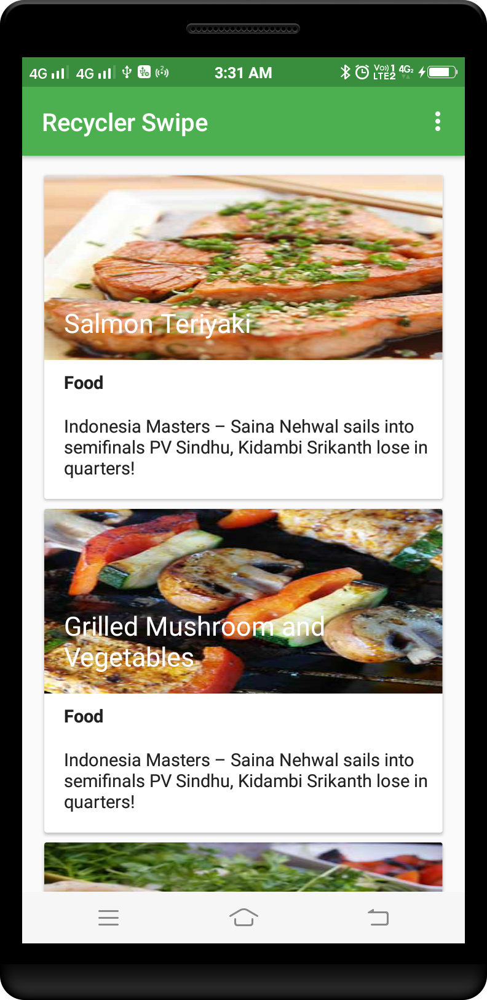 4G 4G 2 3:31 AM Vo)) 1 LTE2 4G2
Recycler Swipe
Salmon Teriyaki
Food
Indonesia Masters – Saina Nehwal sails into
semifinals PV Sindhu, Kidambi Srikanth lose in
quarters!
Grilled Mushroom and
Vegetables
Food
Indonesia Masters – Saina Nehwal sails into
semifinals PV Sindhu, Kidambi Srikanth lose in
quarters!